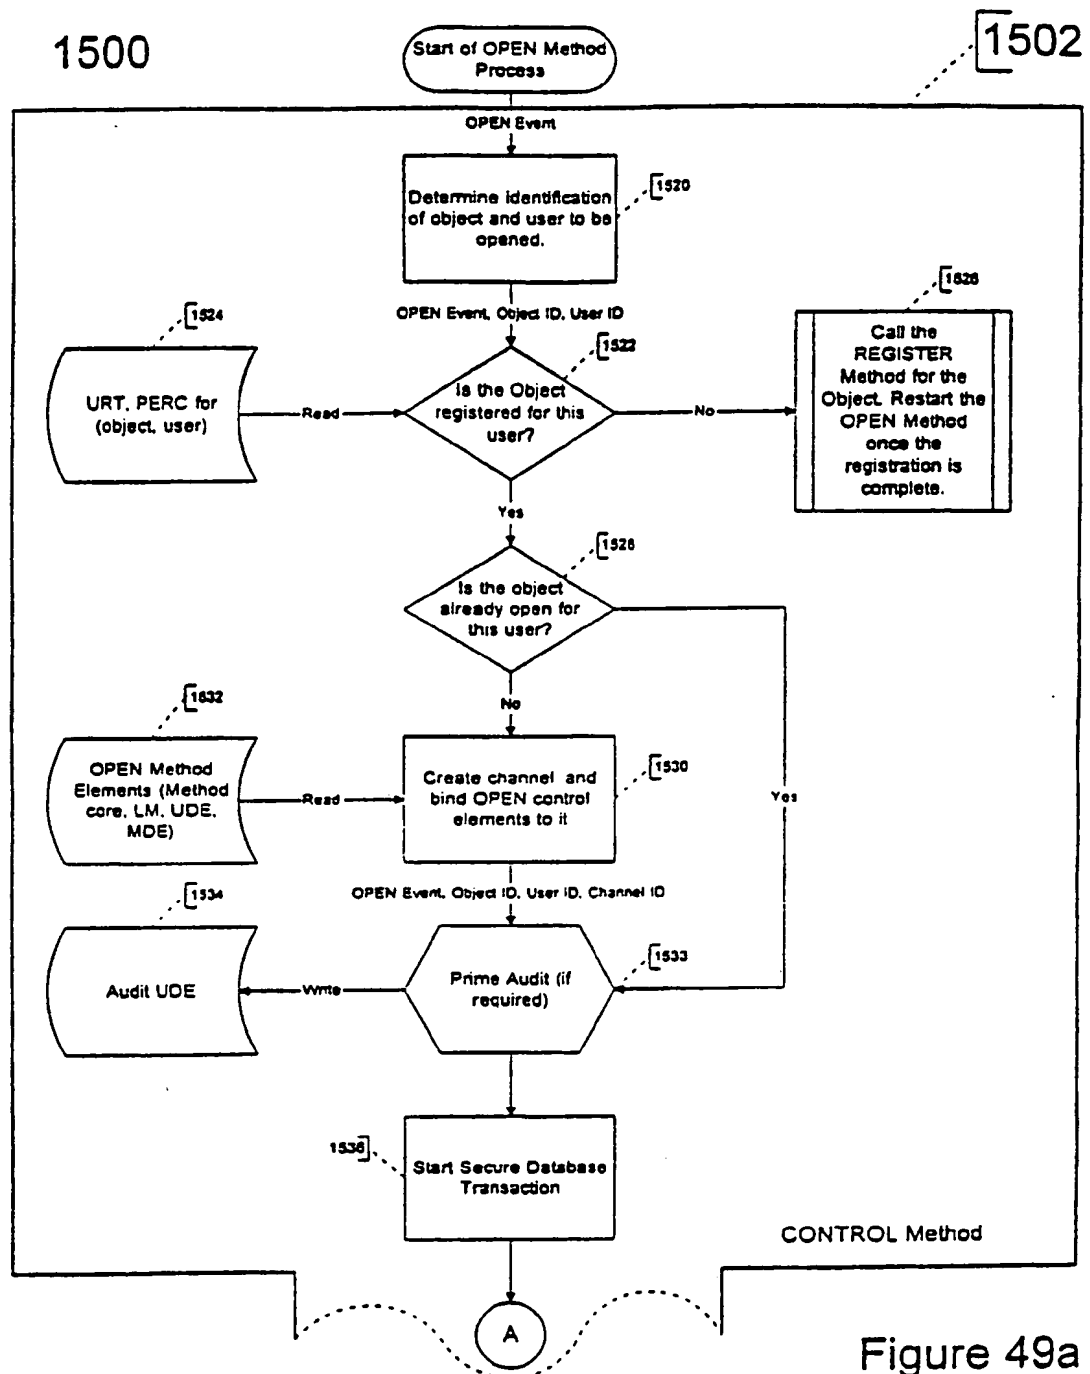 1500
Start of OPEN Method
Process
1502
OPEN Event
Determine identification
of object and user to be
opened.
1520
OPEN Event, Object ID, User ID
1524
URT, PERC for
(object, user)
Read
1522
Is the Object
registered for this
user?
No
1526
Call the
REGISTER
Method for the
Object. Restart the
OPEN Method
once the
registration is
complete.
Yes
1528
Is the object
already open for
this user?
No
Yes
1532
OPEN Method
Elements (Method
core, LM, UDE,
MDE)
Read
1530
Create channel and
bind OPEN control
elements to it
OPEN Event, Object ID, User ID, Channel ID
1534
Audit UDE
Write
1533
Prime Audit (if
required)
1536
Start Secure Database
Transaction
CONTROL Method
A
Figure 49a